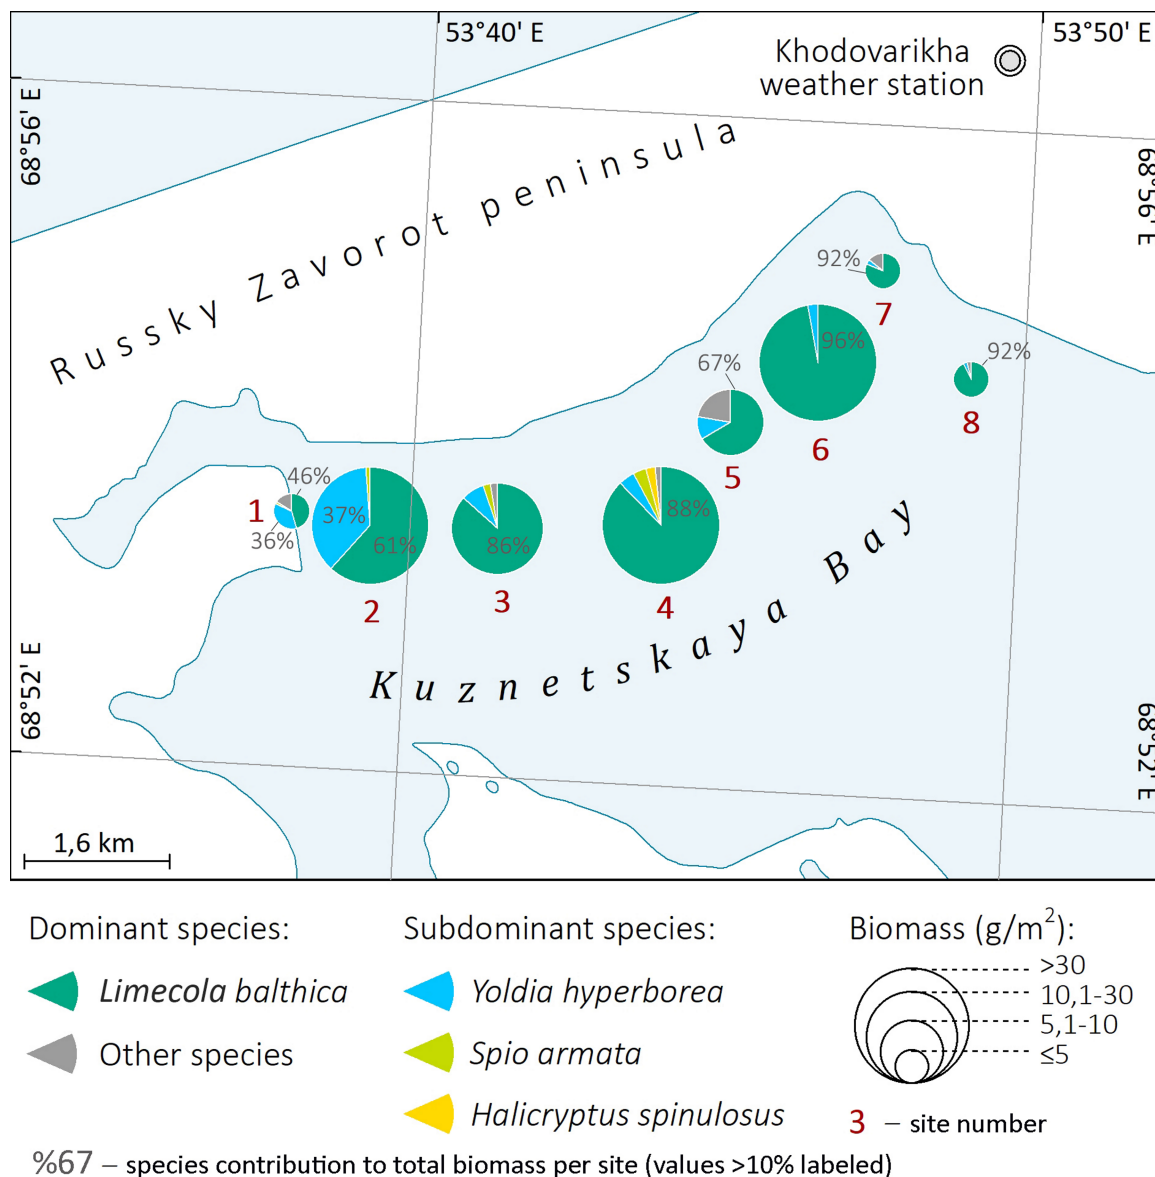 53°40' E
53°50' E
Khodovarikha
weather station
68°56' E
68°56' E
Russky Zavorot peninsula
92%
7
96%
67%
92%
8
6
5
46%
1
36%
37%
61%
2
86%
3
88%
4
Kuznetskaya Bay
68°52' E
68°52' E
1,6 km
Dominant species:
Limecola balthica
Other species
Subdominant species:
Yoldia hyperborea
Spio armata
Halicryptus spinulosus
Biomass (g/m²):
>30
10,1-30
5,1-10
≤5
3 – site number
%67 – species contribution to total biomass per site (values >10% labeled)